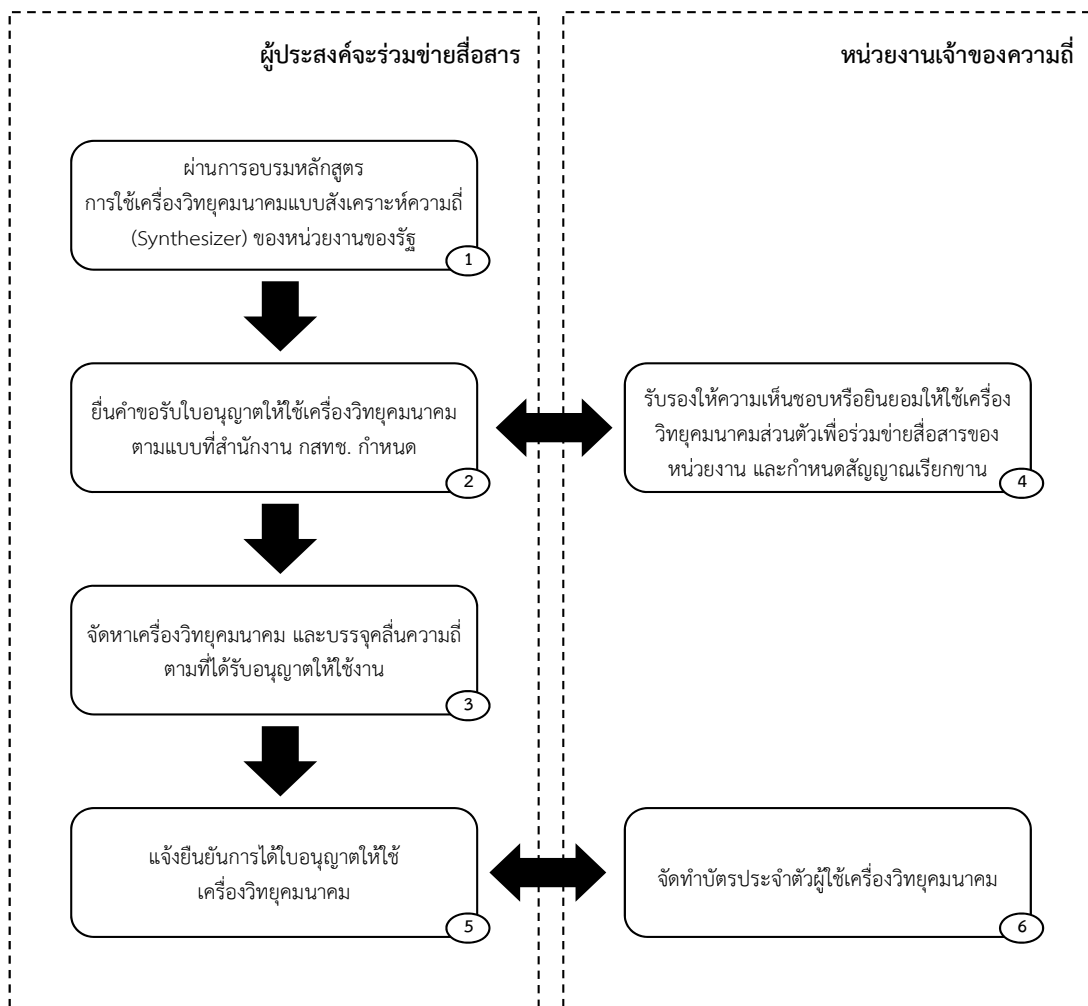 ผู้ประสงค์จะร่วมข่ายสื่อสาร
หน่วยงานเจ้าของความถี่
ผ่านการอบรมหลักสูตร
การใช้เครื่องวิทยุคมนาคมแบบสังเคราะห์ความถี่
(Synthesizer) ของหน่วยงานของรัฐ
1
ยื่นคำขอรับใบอนุญาตให้ใช้เครื่องวิทยุคมนาคม
ตามแบบที่สำนักงาน กสทช. กำหนด
2
รับรองให้ความเห็นชอบหรือยินยอมให้ใช้เครื่อง
วิทยุคมนาคมส่วนตัวเพื่อร่วมข่ายสื่อสารของ
หน่วยงาน และกำหนดสัญญาณเรียกขาน
4
จัดหาเครื่องวิทยุคมนาคม และบรรจุคลื่นความถี่
ตามที่ได้รับอนุญาตให้ใช้งาน
3
แจ้งยืนยันการได้ใบอนุญาตให้ใช้
เครื่องวิทยุคมนาคม
5
จัดทำบัตรประจำตัวผู้ใช้เครื่องวิทยุคมนาคม
6